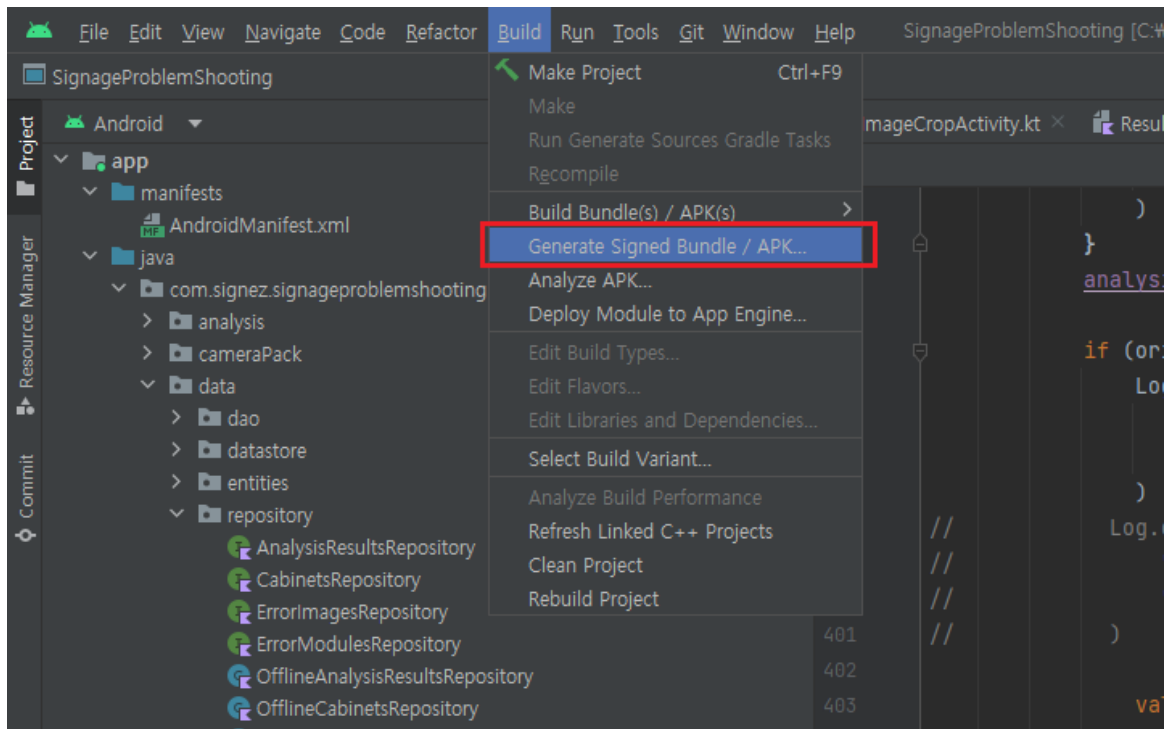 File Edit View Navigate Code Refactor Build Run Tools Git Window Help SignageProblemShooting [C:₩
SignageProblemShooting
Project
Resource Manager
Commit
Android
app
manifests
AndroidManifest.xml
java
com.signez.signageproblemshooting
analysis
cameraPack
data
dao
datastore
entities
repository
AnalysisResultsRepository
CabinetsRepository
ErrorImagesRepository
ErrorModulesRepository
OfflineAnalysisResultsRepository
OfflineCabinetsRepository
Make Project Ctrl+F9
Make
Run Generate Sources Gradle Tasks
Recompile
Build Bundle(s) / APK(s)
Generate Signed Bundle / APK...
Analyze APK...
Deploy Module to App Engine...
Edit Build Types...
Edit Flavors...
Edit Libraries and Dependencies...
Select Build Variant...
Analyze Build Performance
Refresh Linked C++ Projects
Clean Project
Rebuild Project
mageCropActivity.kt Resul
)
}
analysi
if (ori
Log
)
// Log.
//
//
401 // )
402
403 val